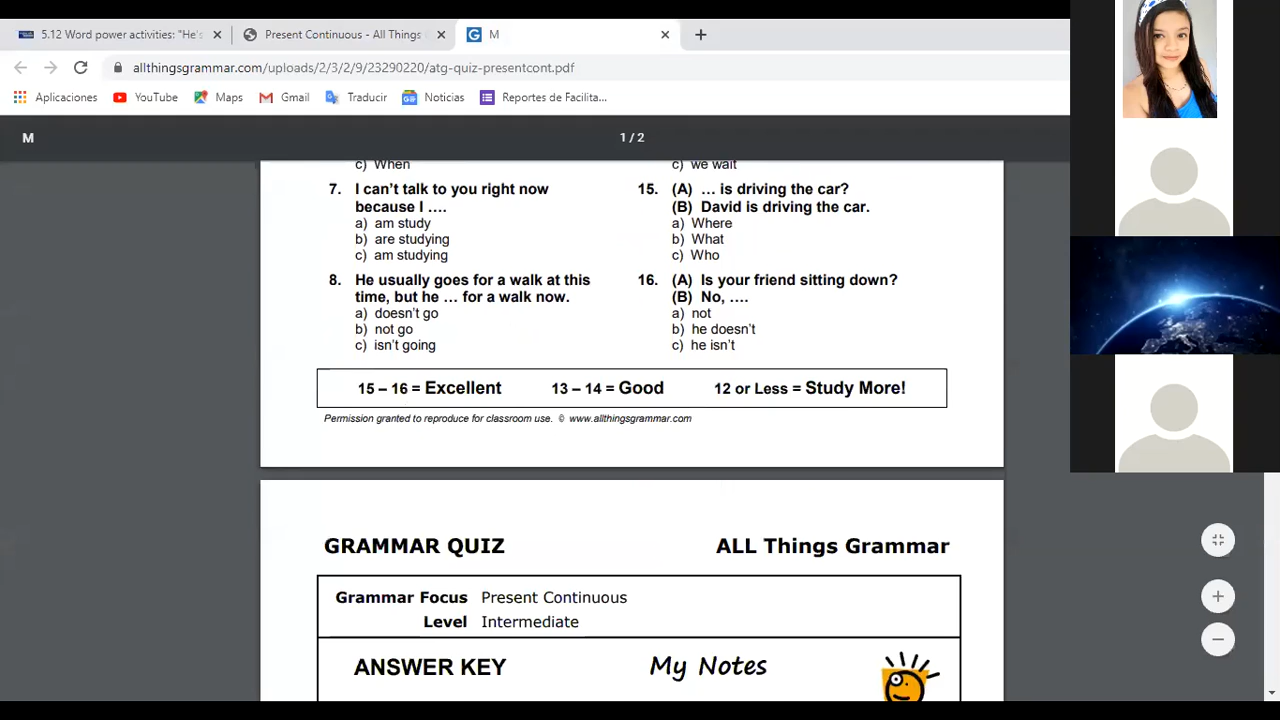 5.12 Word power activities: "He's
Present Continuous - All Things
M
allthingsgrammar.com/uploads/2/3/2/9/23290220/atg-quiz-presentcont.pdf
Aplicaciones
YouTube
Maps
Gmail
Traducir
Noticias
Reportes de Facilita...
M
1 / 2
c) When
7. I can't talk to you right now
because I ….
a) am study
b) are studying
c) am studying
8. He usually goes for a walk at this
time, but he … for a walk now.
a) doesn't go
b) not go
c) isn't going
c) we wait
15. (A) … is driving the car?
(B) David is driving the car.
a) Where
b) What
c) Who
16. (A) Is your friend sitting down?
(B) No, ….
a) not
b) he doesn't
c) he isn't
15 – 16 = Excellent 13 – 14 = Good 12 or Less = Study More!
Permission granted to reproduce for classroom use. © www.allthingsgrammar.com
GRAMMAR QUIZ ALL Things Grammar
Grammar Focus Present Continuous
Level Intermediate
ANSWER KEY My Notes